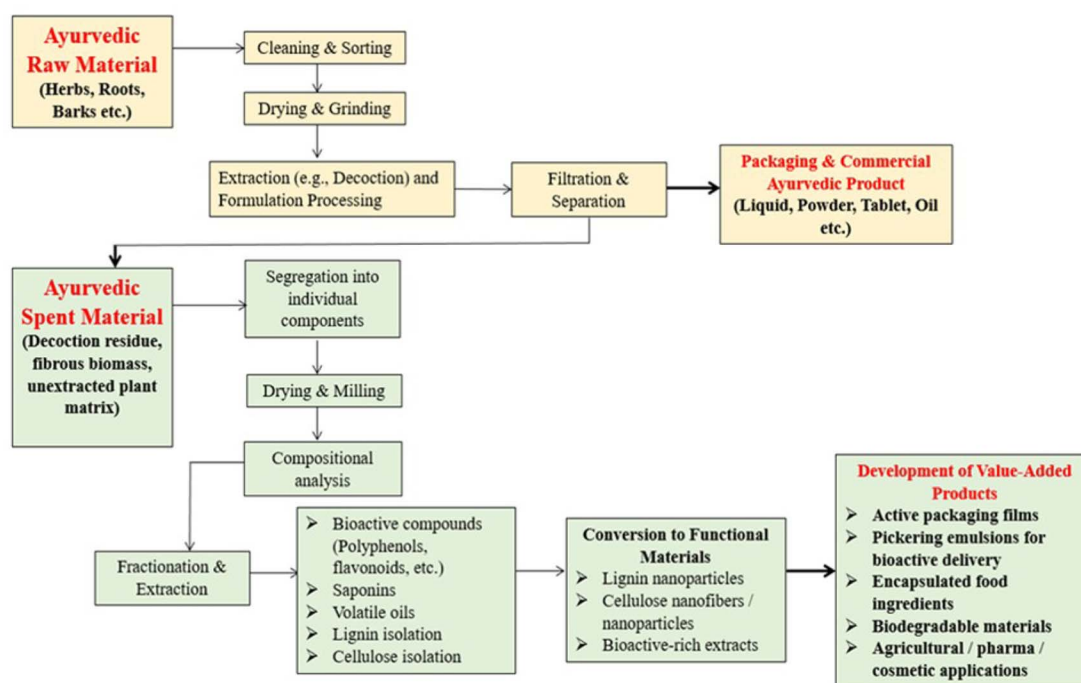 Ayurvedic
Raw Material
(Herbs, Roots,
Barks etc.)
Cleaning & Sorting
Drying & Grinding
Extraction (e.g., Decoction) and
Formulation Processing
Filtration &
Separation
Packaging & Commercial
Ayurvedic Product
(Liquid, Powder, Tablet, Oil
etc.)
Ayurvedic
Spent Material
(Decoction residue,
fibrous biomass,
unextracted plant
matrix)
Segregation into
individual
components
Drying & Milling
Compositional
analysis
Fractionation &
Extraction
➢ Bioactive compounds
(Polyphenols,
flavonoids, etc.)
➢ Saponins
➢ Volatile oils
➢ Lignin isolation
➢ Cellulose isolation
Conversion to Functional
Materials
➢ Lignin nanoparticles
➢ Cellulose nanofibers /
nanoparticles
➢ Bioactive-rich extracts
Development of Value-Added
Products
➢ Active packaging films
➢ Pickering emulsions for
bioactive delivery
➢ Encapsulated food
ingredients
➢ Biodegradable materials
➢ Agricultural / pharma /
cosmetic applications